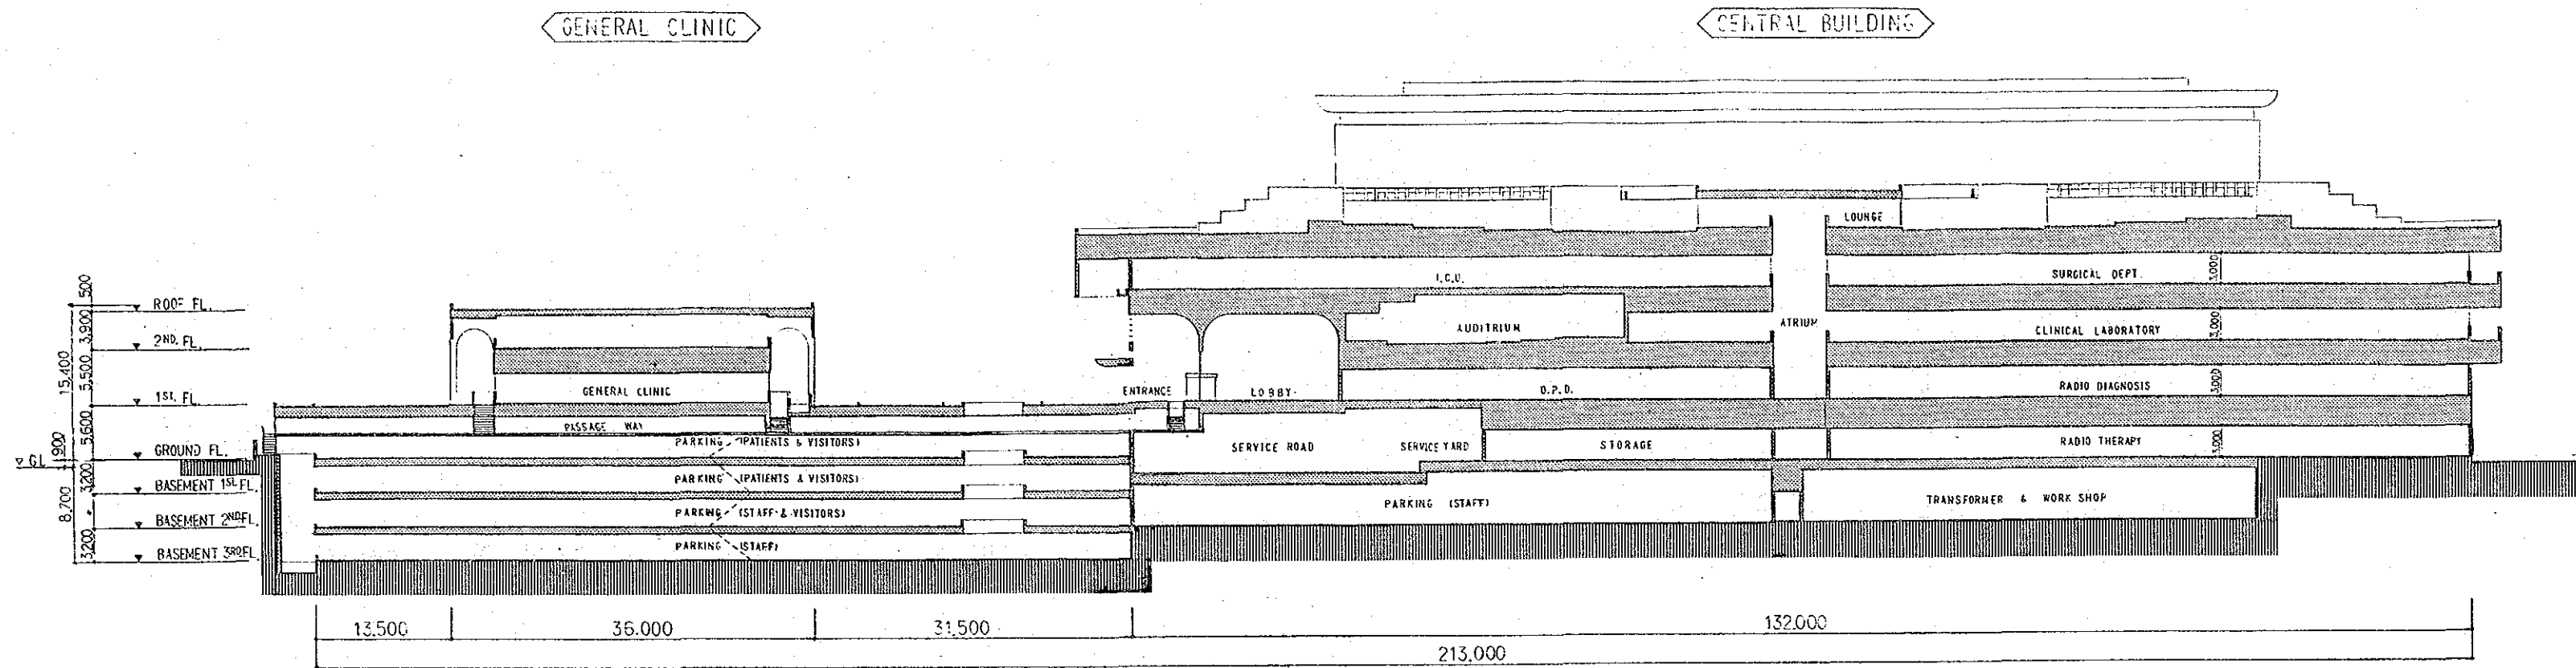 GENERAL CLINIC
CENTRAL BUILDING
LOUNGE
I.C.U.
SURGICAL DEPT.
3,000
500
ROOF FL.
3,900
2ND. FL.
15,400
5,500
1ST. FL.
5,600
900
GL
GROUND FL.
3,200
BASEMENT 1ST FL.
8,700
BASEMENT 2ND FL.
3,200
BASEMENT 3RD FL.
AUDITRIUM
ATRIUM
CLINICAL LABORATORY
3,000
GENERAL CLINIC
ENTRANCE
LOBBY
O.P.D.
RADIO DIAGNOSIS
3,000
PASSAGE WAY
PARKING (PATIENTS & VISITORS)
SERVICE ROAD
SERVICE YARD
STORAGE
RADIO THERAPY
3,000
PARKING (PATIENTS & VISITORS)
PARKING (STAFF & VISITORS)
PARKING (STAFF)
TRANSFORMER & WORK SHOP
PARKING (STAFF)
13,500
36,000
31,500
132,000
213,000